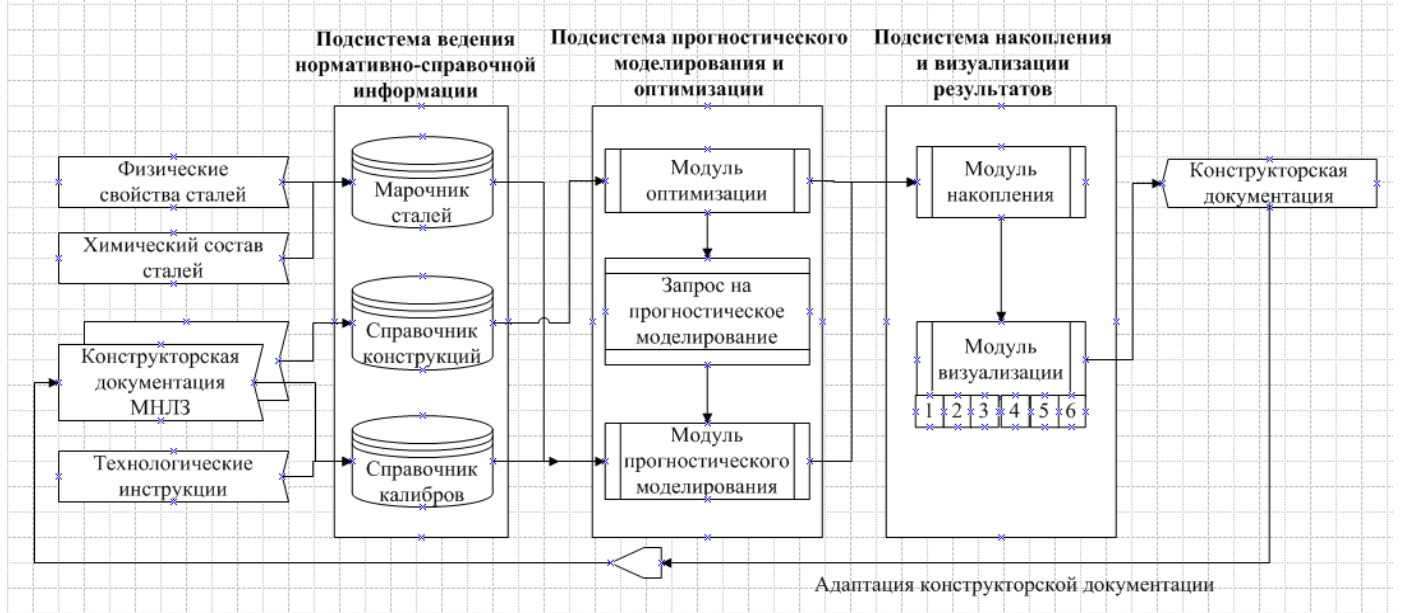 Подсистема ведения
нормативно-справочной
информации
Подсистема прогностического
моделирования и
оптимизации
Подсистема накопления
и визуализации
результатов
Физические
свойства сталей
Химический состав
сталей
Конструкторская
документация
МНЛЗ
Технологические
инструкции
Марочник
сталей
Справочник
конструкций
Справочник
калибров
Модуль
оптимизации
Запрос на
прогностическое
моделирование
Модуль
прогностического
моделирования
Модуль
накопления
Модуль
визуализации
1 2 3 4 5 6
Конструкторская
документация
Адаптация конструкторской документации